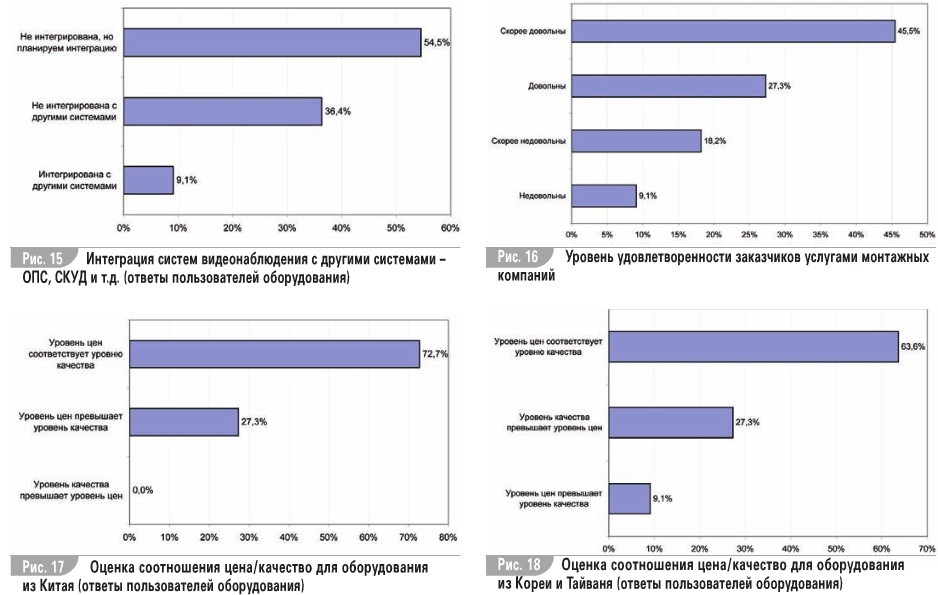 Не интегрирована, но
планируем интеграцию
54,5%
Не интегрирована с
другими системами
36,4%
Интегрирована с
другими системами
9,1%
0% 10% 20% 30% 40% 50% 60%
Рис. 15 Интеграция систем видеонаблюдения с другими системами –
ОПС, СКУД и т.д. (ответы пользователей оборудования)
Скорее довольны
45,5%
Довольны
27,3%
Скорее недовольны
18,2%
Недовольны
9,1%
0% 5% 10% 15% 20% 25% 30% 35% 40% 45% 50%
Рис. 16 Уровень удовлетворенности заказчиков услугами монтажных
компаний
Уровень цен
соответствует уровню
качества
72,7%
Уровень цен превышает
уровень качества
27,3%
Уровень качества
превышает уровень цен
0,0%
0% 10% 20% 30% 40% 50% 60% 70% 80%
Рис. 17 Оценка соотношения цена/качество для оборудования
из Китая (ответы пользователей оборудования)
Уровень цен соответствует
уровню качества
63,6%
Уровень качества
превышает уровень цен
27,3%
Уровень цен превышает
уровень качества
9,1%
0% 10% 20% 30% 40% 50% 60% 70%
Рис. 18 Оценка соотношения цена/качество для оборудования
из Кореи и Тайваня (ответы пользователей оборудования)